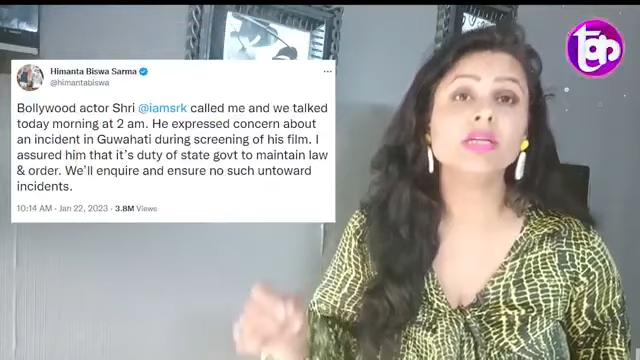 Himanta Biswa Sarma
@himantabiswa
Bollywood actor Shri @iamsrk called me and we talked
today morning at 2 am. He expressed concern about
an incident in Guwahati during screening of his film. I
assured him that it's duty of state govt to maintain law
& order. We'll enquire and ensure no such untoward
incidents.
10:14 AM - Jan 22, 2023 - 3.8M Views